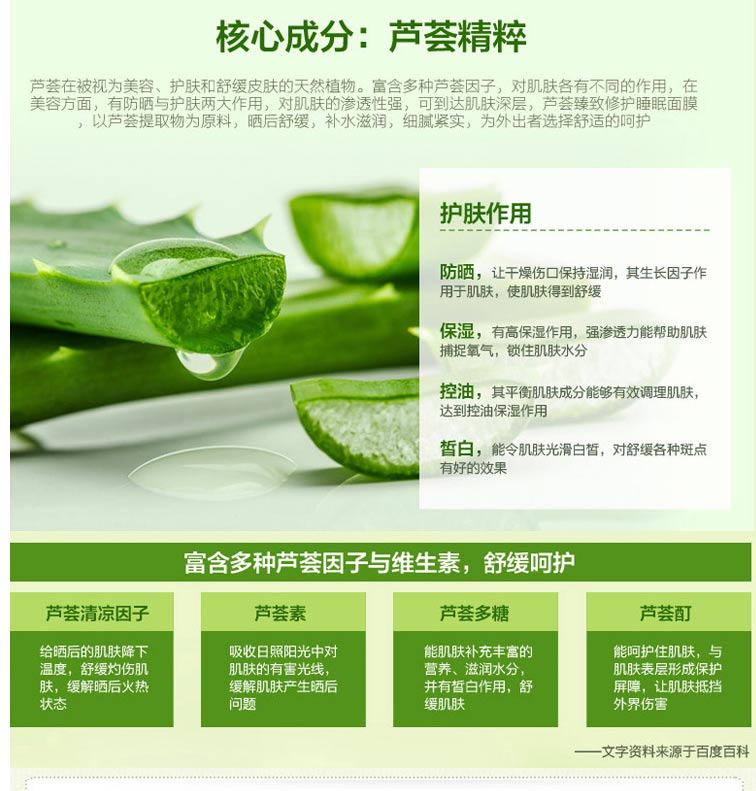 核心成分：芦荟精粹
芦荟在被视为美容、护肤和舒缓皮肤的天然植物。富含多种芦荟因子，对肌肤各有不同的作用，在
美容方面，有防晒与护肤两大作用，对肌肤的渗透性强，可到达肌肤深层，芦荟臻致修护睡眠面膜
，以芦荟提取物为原料，晒后舒缓，补水滋润，细腻紧实，为外出者选择舒适的呵护
护肤作用
防晒，让干燥伤口保持湿润，其生长因子作
用于肌肤，使肌肤得到舒缓
保湿，有高保湿作用，强渗透力能帮助肌肤
捕捉氧气，锁住肌肤水分
控油，其平衡肌肤成分能够有效调理肌肤，
达到控油保湿作用
皙白，能令肌肤光滑白皙，对舒缓各种斑点
有好的效果
富含多种芦荟因子与维生素，舒缓呵护
芦荟清凉因子
给晒后的肌肤降下
温度，舒缓灼伤肌
肤，缓解晒后火热
状态
芦荟素
吸收日照阳光中对
肌肤的有害光线，
缓解肌肤产生晒后
问题
芦荟多糖
能肌肤补充丰富的
营养、滋润水分，
并有皙白作用，舒
缓肌肤
芦荟酊
能呵护住肌肤，与
肌肤表层形成保护
屏障，让肌肤抵挡
外界伤害
——文字资料来源于百度百科